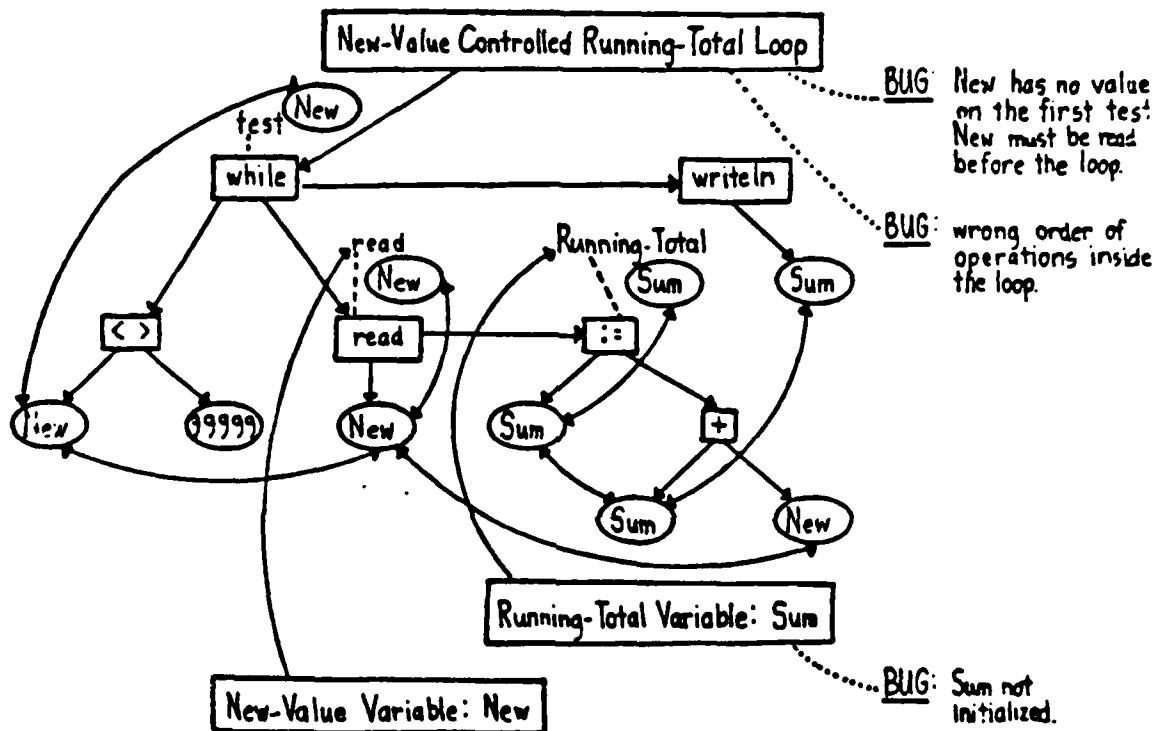 New-Value Controlled Running-Total Loop
BUG: New has no value
on the first test.
New must be read
before the loop.
New
test
while
writeln
BUG: wrong order of
operations inside
the loop.
read
New
Running-Total
Sum
Sum
< >
read
:=
New
99999
New
Sum
+
Sum
New
Running-Total Variable: Sum
BUG: Sum not
Initialized.
New-Value Variable: New